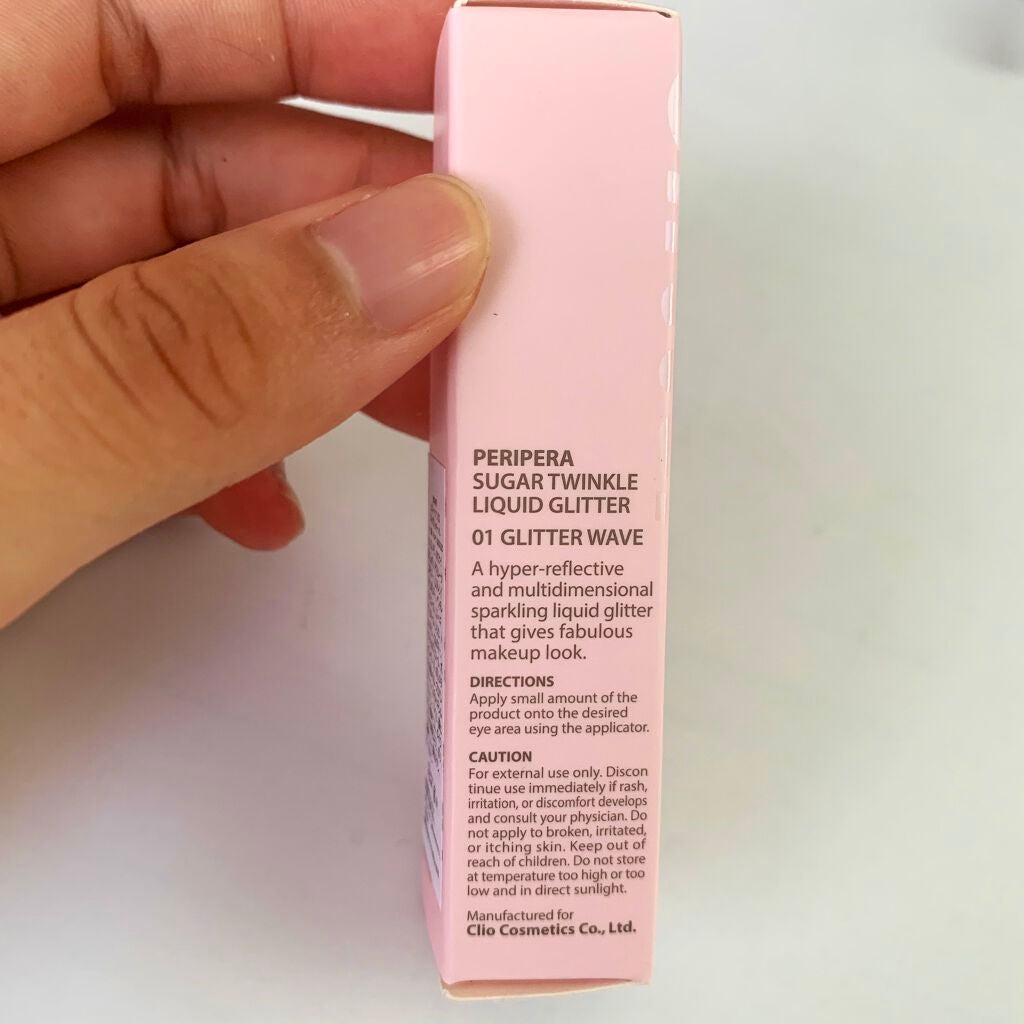 PERIPERA
SUGAR TWINKLE
LIQUID GLITTER
01 GLITTER WAVE
A hyper-reflective
and multidimensional
sparkling liquid glitter
that gives fabulous
makeup look.
DIRECTIONS
Apply small amount of the
product onto the desired
eye area using the applicator.
CAUTION
For external use only. Discon
tinue use immediately if rash,
irritation, or discomfort develops
and consult your physician. Do
not apply to broken, irritated,
or itching skin. Keep out of
reach of children. Do not store
at temperature too high or too
low and in direct sunlight.
Manufactured for
Clio Cosmetics Co., Ltd.